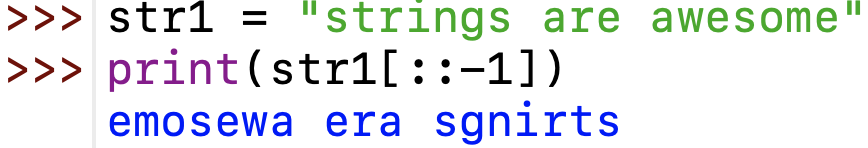 >>> str1 = "strings are awesome"
>>> print(str1[::-1])
emosewa era sgnirts